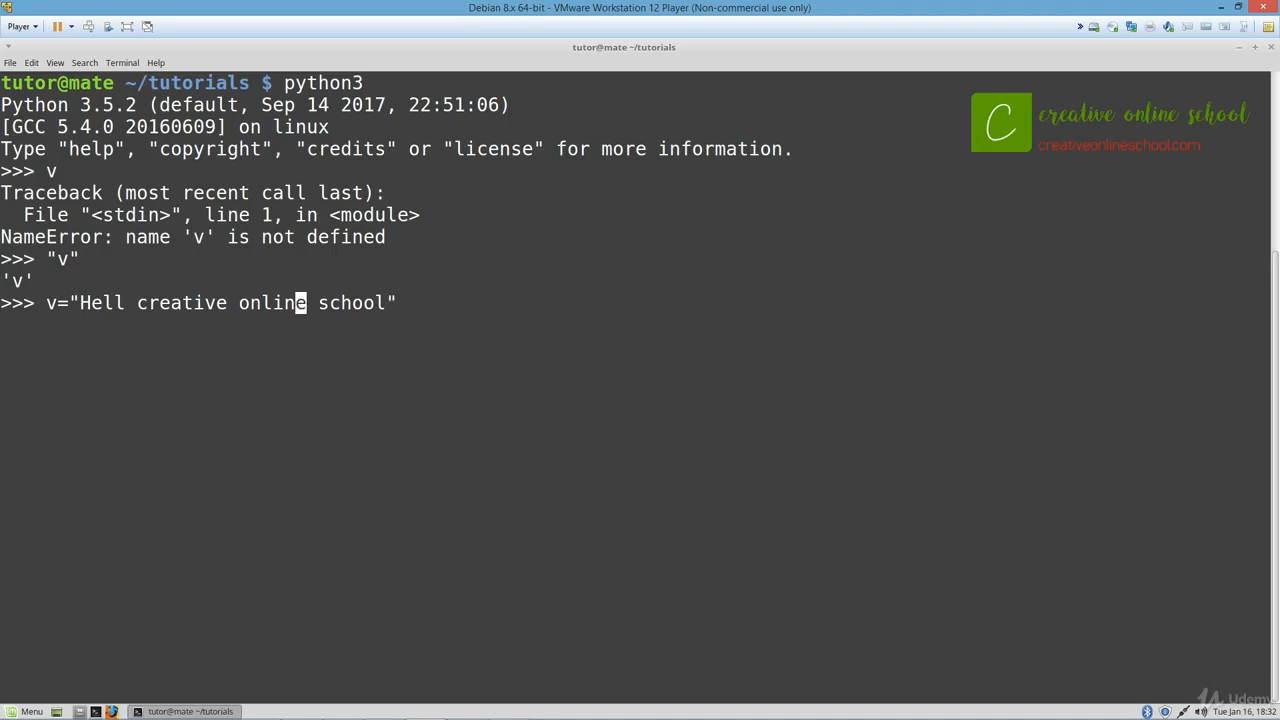 Debian 8.x 64-bit - VMware Workstation 12 Player (Non-commercial use only)
Player
tutor@mate ~/tutorials
File Edit View Search Terminal Help
tutor@mate ~/tutorials $ python3
Python 3.5.2 (default, Sep 14 2017, 22:51:06)
[GCC 5.4.0 20160609] on linux
Type "help", "copyright", "credits" or "license" for more information.
>>> v
Traceback (most recent call last):
  File "<stdin>", line 1, in <module>
NameError: name 'v' is not defined
>>> "v"
'v'
>>> v="Hell creative online school"
C creative online school
creativeonlineschool.com
Udemy
Menu tutor@mate ~/tutorials Tue Jan 16, 18:32